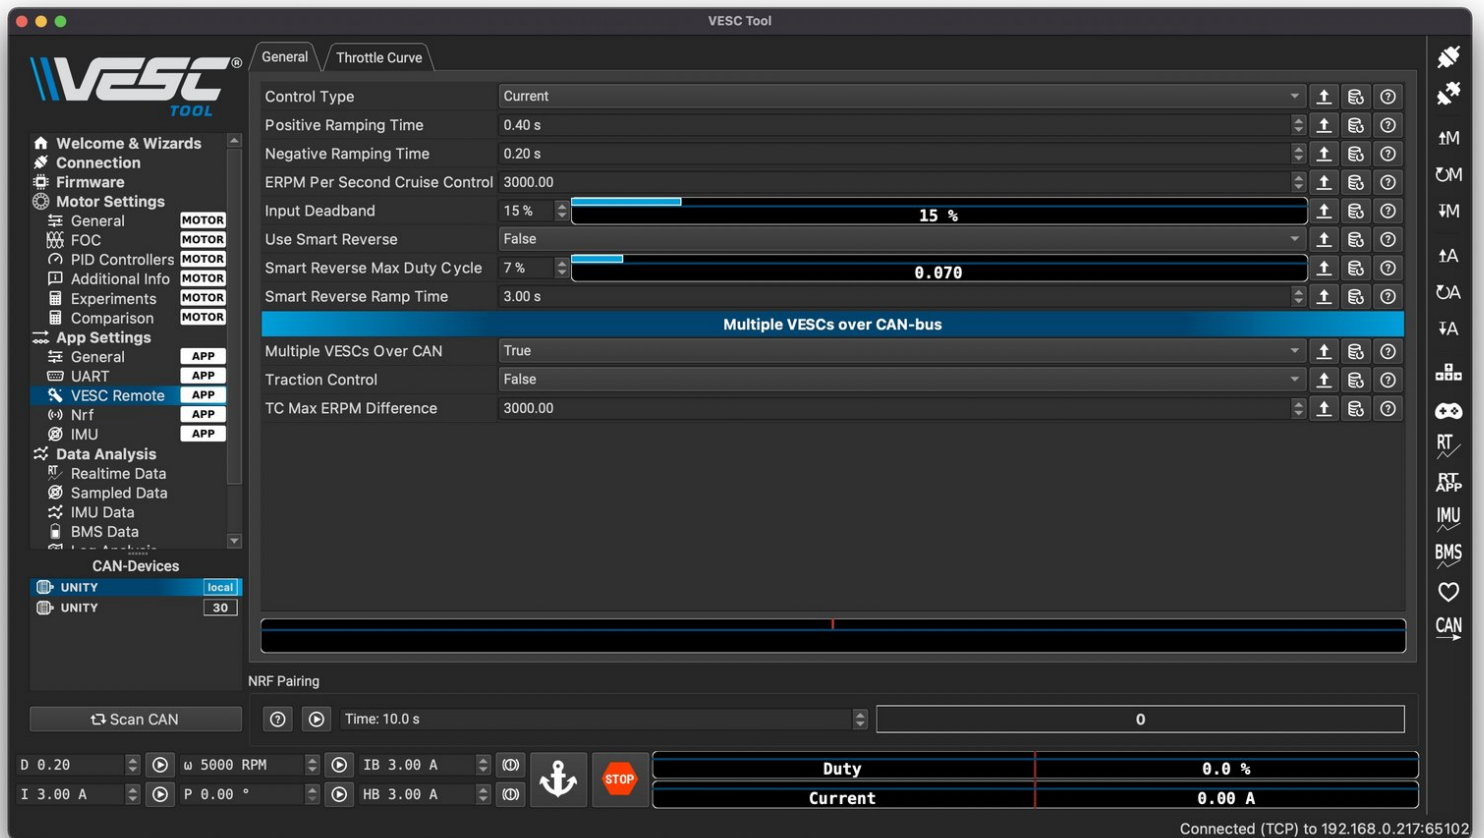 VESC Tool
VESC®
TOOL
General
Throttle Curve
Control Type Current
Positive Ramping Time 0.40 s
Negative Ramping Time 0.20 s
ERPM Per Second Cruise Control 3000.00
Input Deadband 15 % 15 %
Use Smart Reverse False
Smart Reverse Max Duty Cycle 7 % 0.070
Smart Reverse Ramp Time 3.00 s
Multiple VESCs over CAN-bus
Multiple VESCs Over CAN True
Traction Control False
TC Max ERPM Difference 3000.00
Welcome & Wizards
Connection
Firmware
Motor Settings
General MOTOR
FOC MOTOR
PID Controllers MOTOR
Additional Info MOTOR
Experiments MOTOR
Comparison MOTOR
App Settings
General APP
UART APP
VESC Remote APP
Nrf APP
IMU APP
Data Analysis
Realtime Data
Sampled Data
IMU Data
BMS Data
CAN-Devices
UNITY local
UNITY 30
Scan CAN
NRF Pairing
Time: 10.0 s
0
D 0.20 ω 5000 RPM IB 3.00 A
I 3.00 A P 0.00 ° HB 3.00 A
STOP
Duty 0.0 %
Current 0.00 A
Connected (TCP) to 192.168.0.217:65102
M
M
M
A
A
A
RT
RT
APP
IMU
BMS
CAN